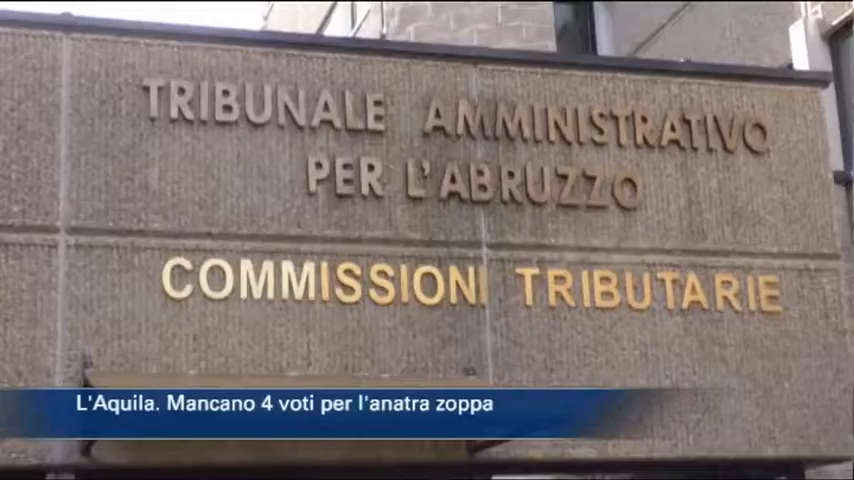 TRIBUNALE AMMINISTRATIVO
PER L'ABRUZZO
COMMISSIONI TRIBUTARIE
L'Aquila. Mancano 4 voti per l'anatra zoppa